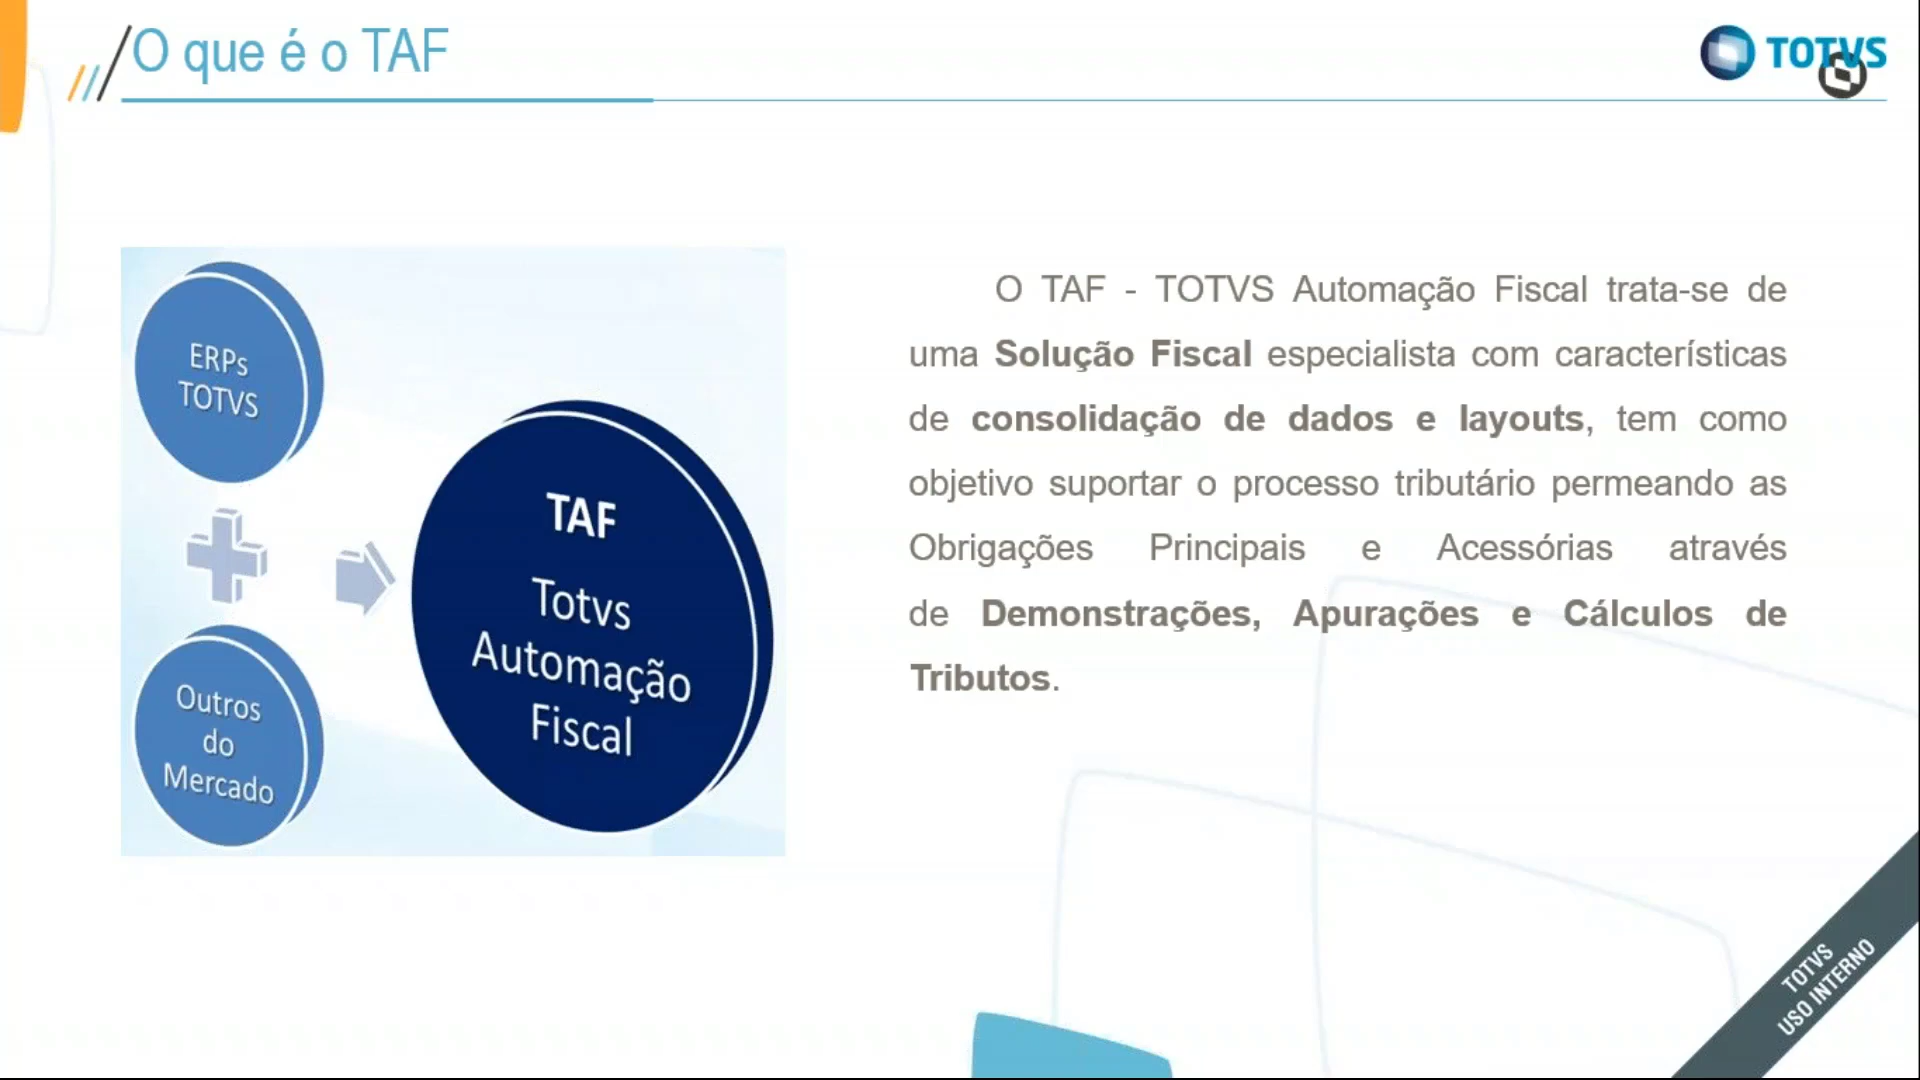 O que é o TAF
TOTVS
ERPs
TOTVS
Outros
do
Mercado
TAF
Totvs
Automação
Fiscal
O TAF - TOTVS Automação Fiscal trata-se de
uma Solução Fiscal especialista com características
de consolidação de dados e layouts, tem como
objetivo suportar o processo tributário permeando as
Obrigações Principais e Acessórias através
de Demonstrações, Apurações e Cálculos de
Tributos.
TOTVS
USO INTERNO